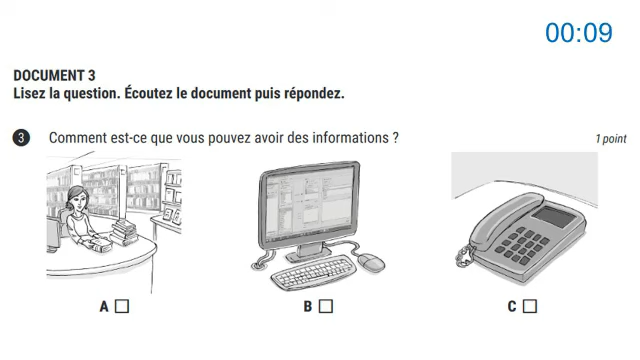 00:09
DOCUMENT 3
Lisez la question. Écoutez le document puis répondez.
3 Comment est-ce que vous pouvez avoir des informations ? 1 point
A B C